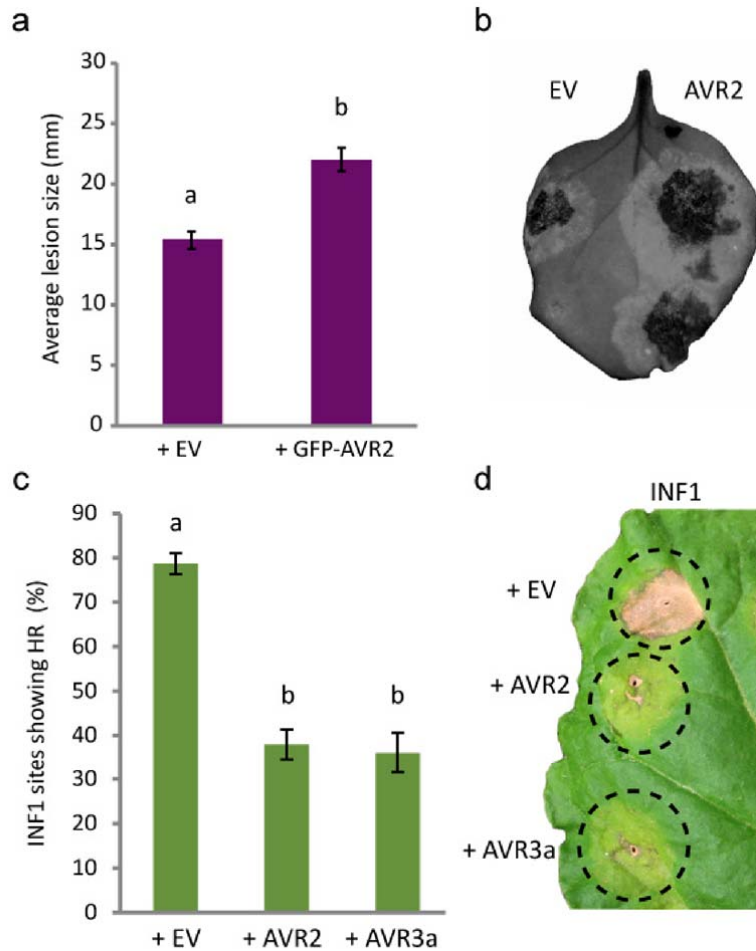 a
Average lesion size (mm)
30
25
20
15
10
5
0
a
b
+ EV
+ GFP-AVR2
b
EV
AVR2
c
INF1 sites showing HR (%)
90
80
70
60
50
40
30
20
10
0
a
b
b
+ EV
+ AVR2
+ AVR3a
d
INF1
+ EV
+ AVR2
+ AVR3a